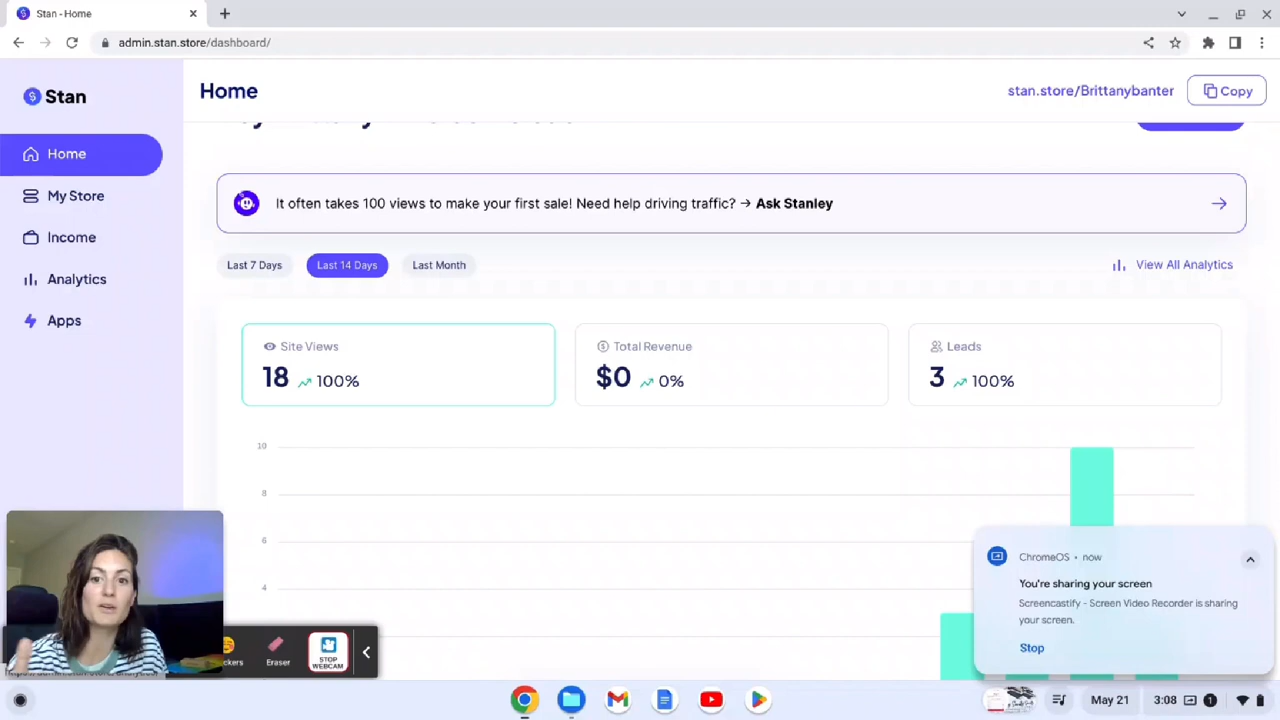 Stan - Home
admin.stan.store/dashboard/
Stan
Home
stan.store/Brittanybanter
Copy
Home
My Store
Income
Analytics
Apps
It often takes 100 views to make your first sale! Need help driving traffic? → Ask Stanley
Last 7 Days
Last 14 Days
Last Month
View All Analytics
Site Views
18
100%
Total Revenue
$0
0%
Leads
3
100%
10
8
6
4
ChromeOS • now
You're sharing your screen
Screencastify - Screen Video Recorder is sharing
your screen.
Stop
Eraser
STOP
WEBCAM
May 21
3:08
1